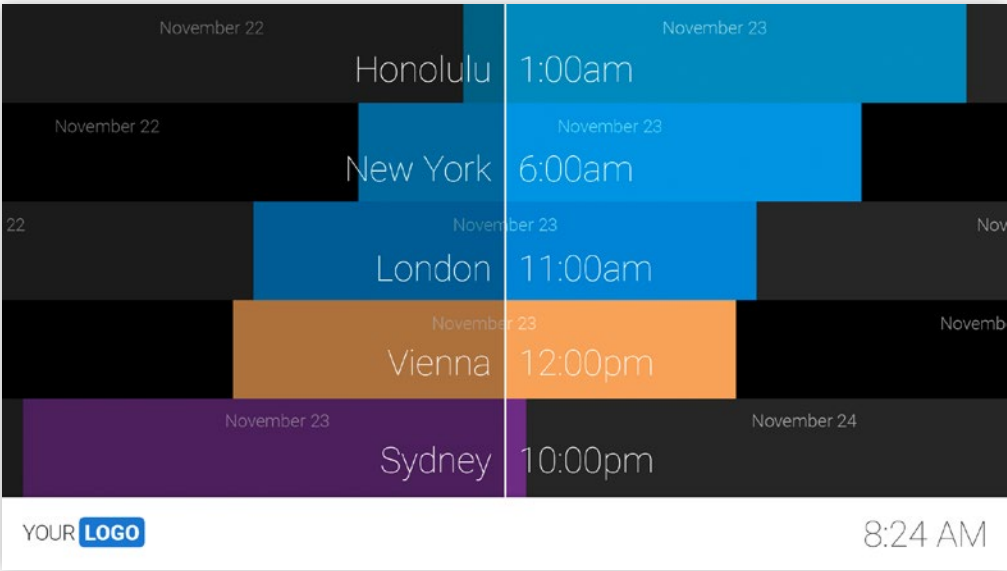 November 22 November 23
Honolulu 1:00am
November 22 November 23
New York 6:00am
22 November 23 Nov
London 11:00am
November 23 Novemb
Vienna 12:00pm
November 23 November 24
Sydney 10:00pm
YOUR LOGO 8:24 AM